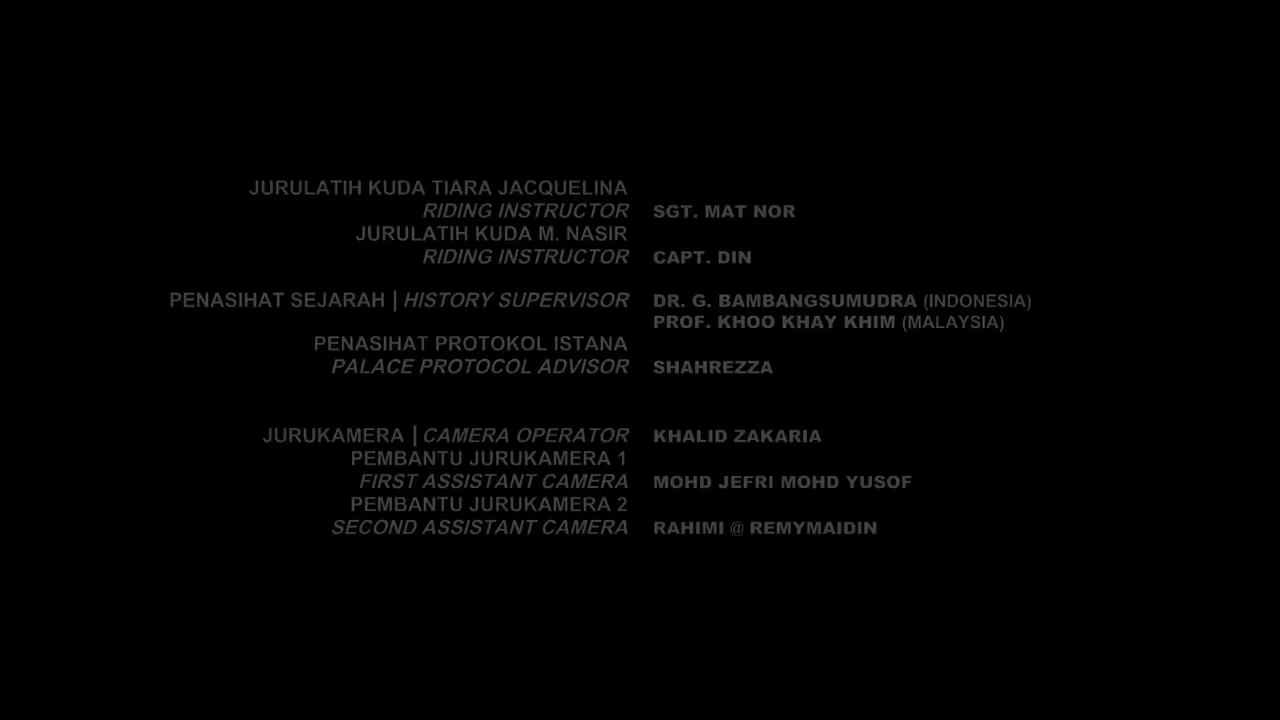 JURULATIH KUDA TIARA JACQUELINA
RIDING INSTRUCTOR SGT. MAT NOR
JURULATIH KUDA M. NASIR
RIDING INSTRUCTOR CAPT. DIN
PENASIHAT SEJARAH | HISTORY SUPERVISOR DR. G. BAMBANGSUMUDRA (INDONESIA)
PROF. KHOO KHAY KHIM (MALAYSIA)
PENASIHAT PROTOKOL ISTANA
PALACE PROTOCOL ADVISOR SHAHREZZA
JURUKAMERA | CAMERA OPERATOR KHALID ZAKARIA
PEMBANTU JURUKAMERA 1
FIRST ASSISTANT CAMERA MOHD JEFRI MOHD YUSOF
PEMBANTU JURUKAMERA 2
SECOND ASSISTANT CAMERA RAHIMI @ REMYMAIDIN